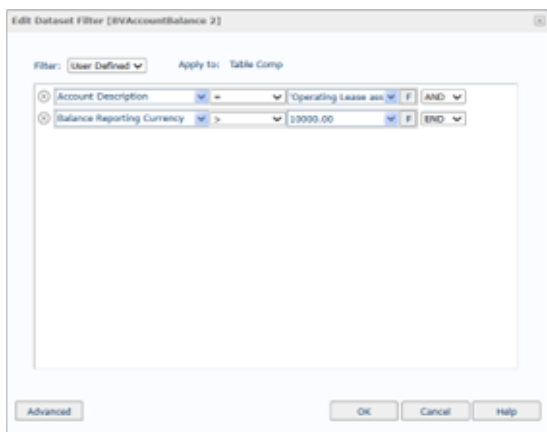 Edit Dataset Filter [BVAccountBalance 2]
Filter: User Defined Apply to: Table Comp
Account Description = 'Operating Lease ass F AND
Balance Reporting Currency > 10000.00 F END
Advanced OK Cancel Help